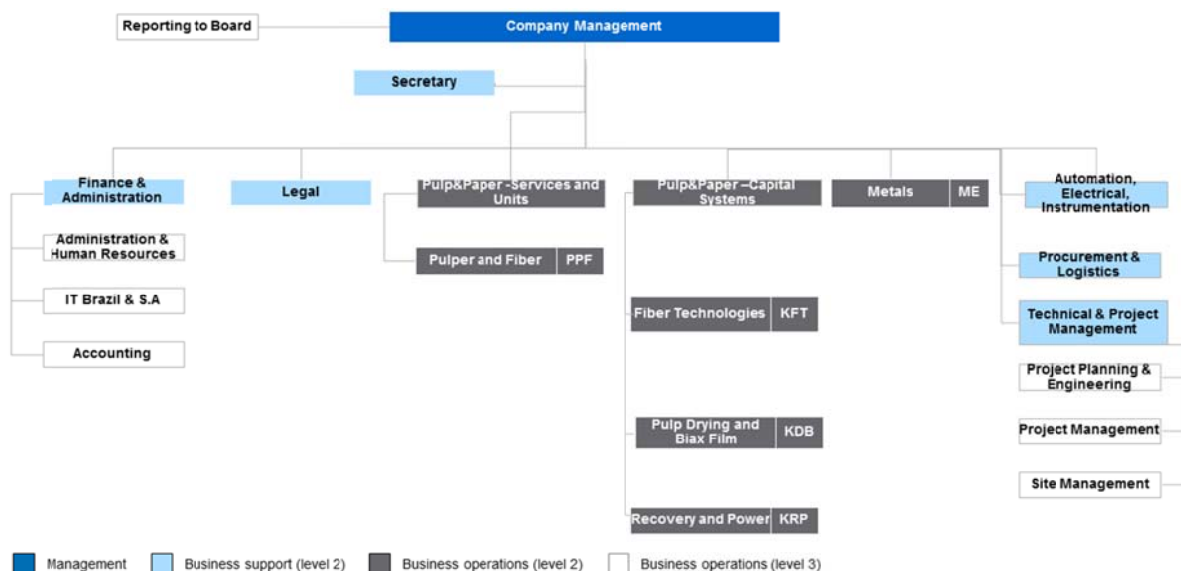 Reporting to Board
Company Management
Secretary
Finance &
Administration
Legal
Pulp&Paper -Services and
Units
Pulp&Paper –Capital
Systems
Metals
ME
Automation,
Electrical,
Instrumentation
Administration &
Human Resources
Pulper and Fiber
PPF
Procurement &
Logistics
IT Brazil & S.A
Fiber Technologies
KFT
Technical & Project
Management
Accounting
Project Planning &
Engineering
Pulp Drying and
Biax Film
KDB
Project Management
Site Management
Recovery and Power
KRP
Management
Business support (level 2)
Business operations (level 2)
Business operations (level 3)